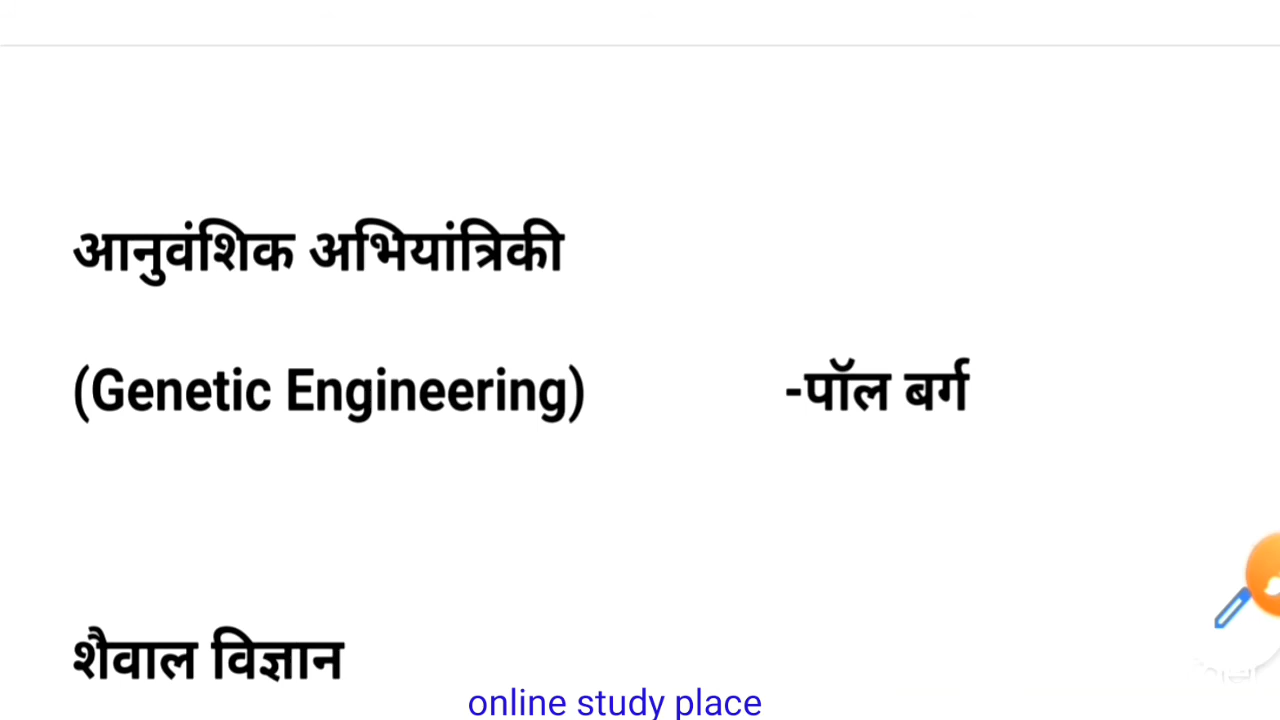 आनुवंशिक अभियांत्रिकी
(Genetic Engineering) -पॉल बर्ग
शैवाल विज्ञान
online study place